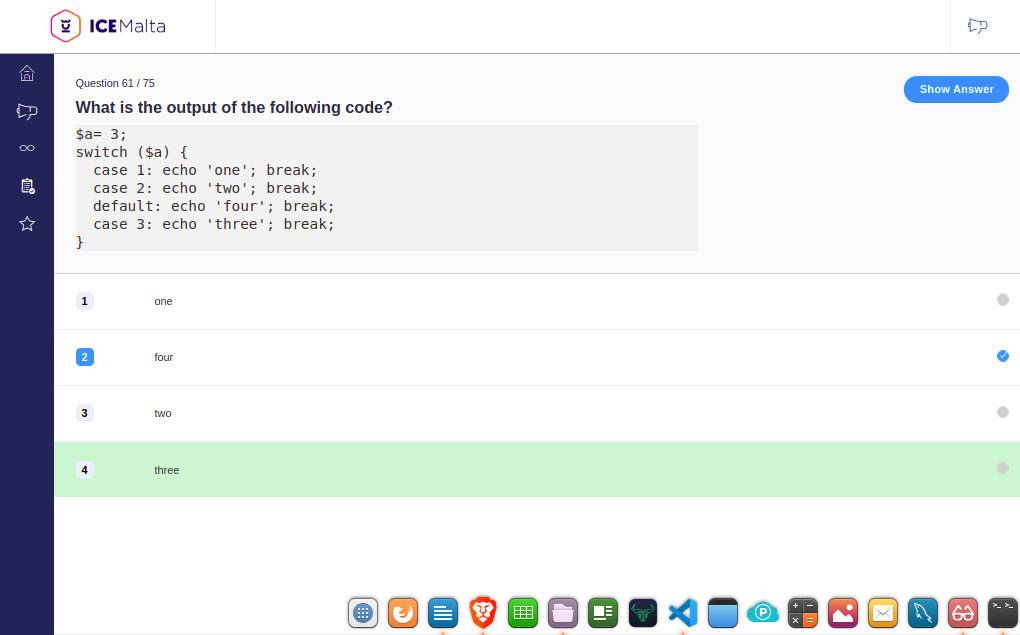 ICEMalta
Question 61 / 75
Show Answer
What is the output of the following code?
$a= 3;
switch ($a) {
  case 1: echo 'one'; break;
  case 2: echo 'two'; break;
  default: echo 'four'; break;
  case 3: echo 'three'; break;
}
1 one
2 four
3 two
4 three